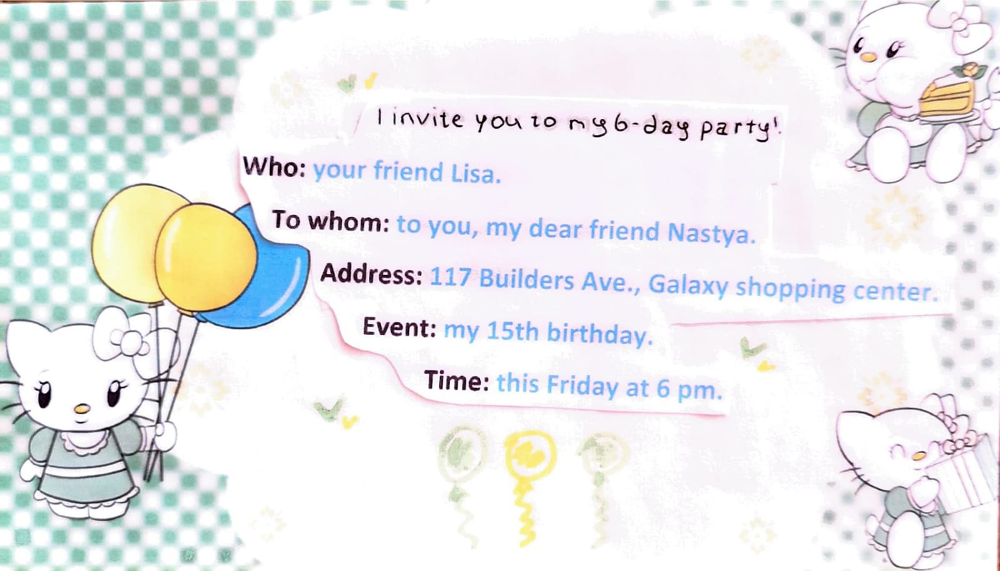 I invite you to my 6-day party!
Who: your friend Lisa.
To whom: to you, my dear friend Nastya.
Address: 117 Builders Ave., Galaxy shopping center.
Event: my 15th birthday.
Time: this Friday at 6 pm.